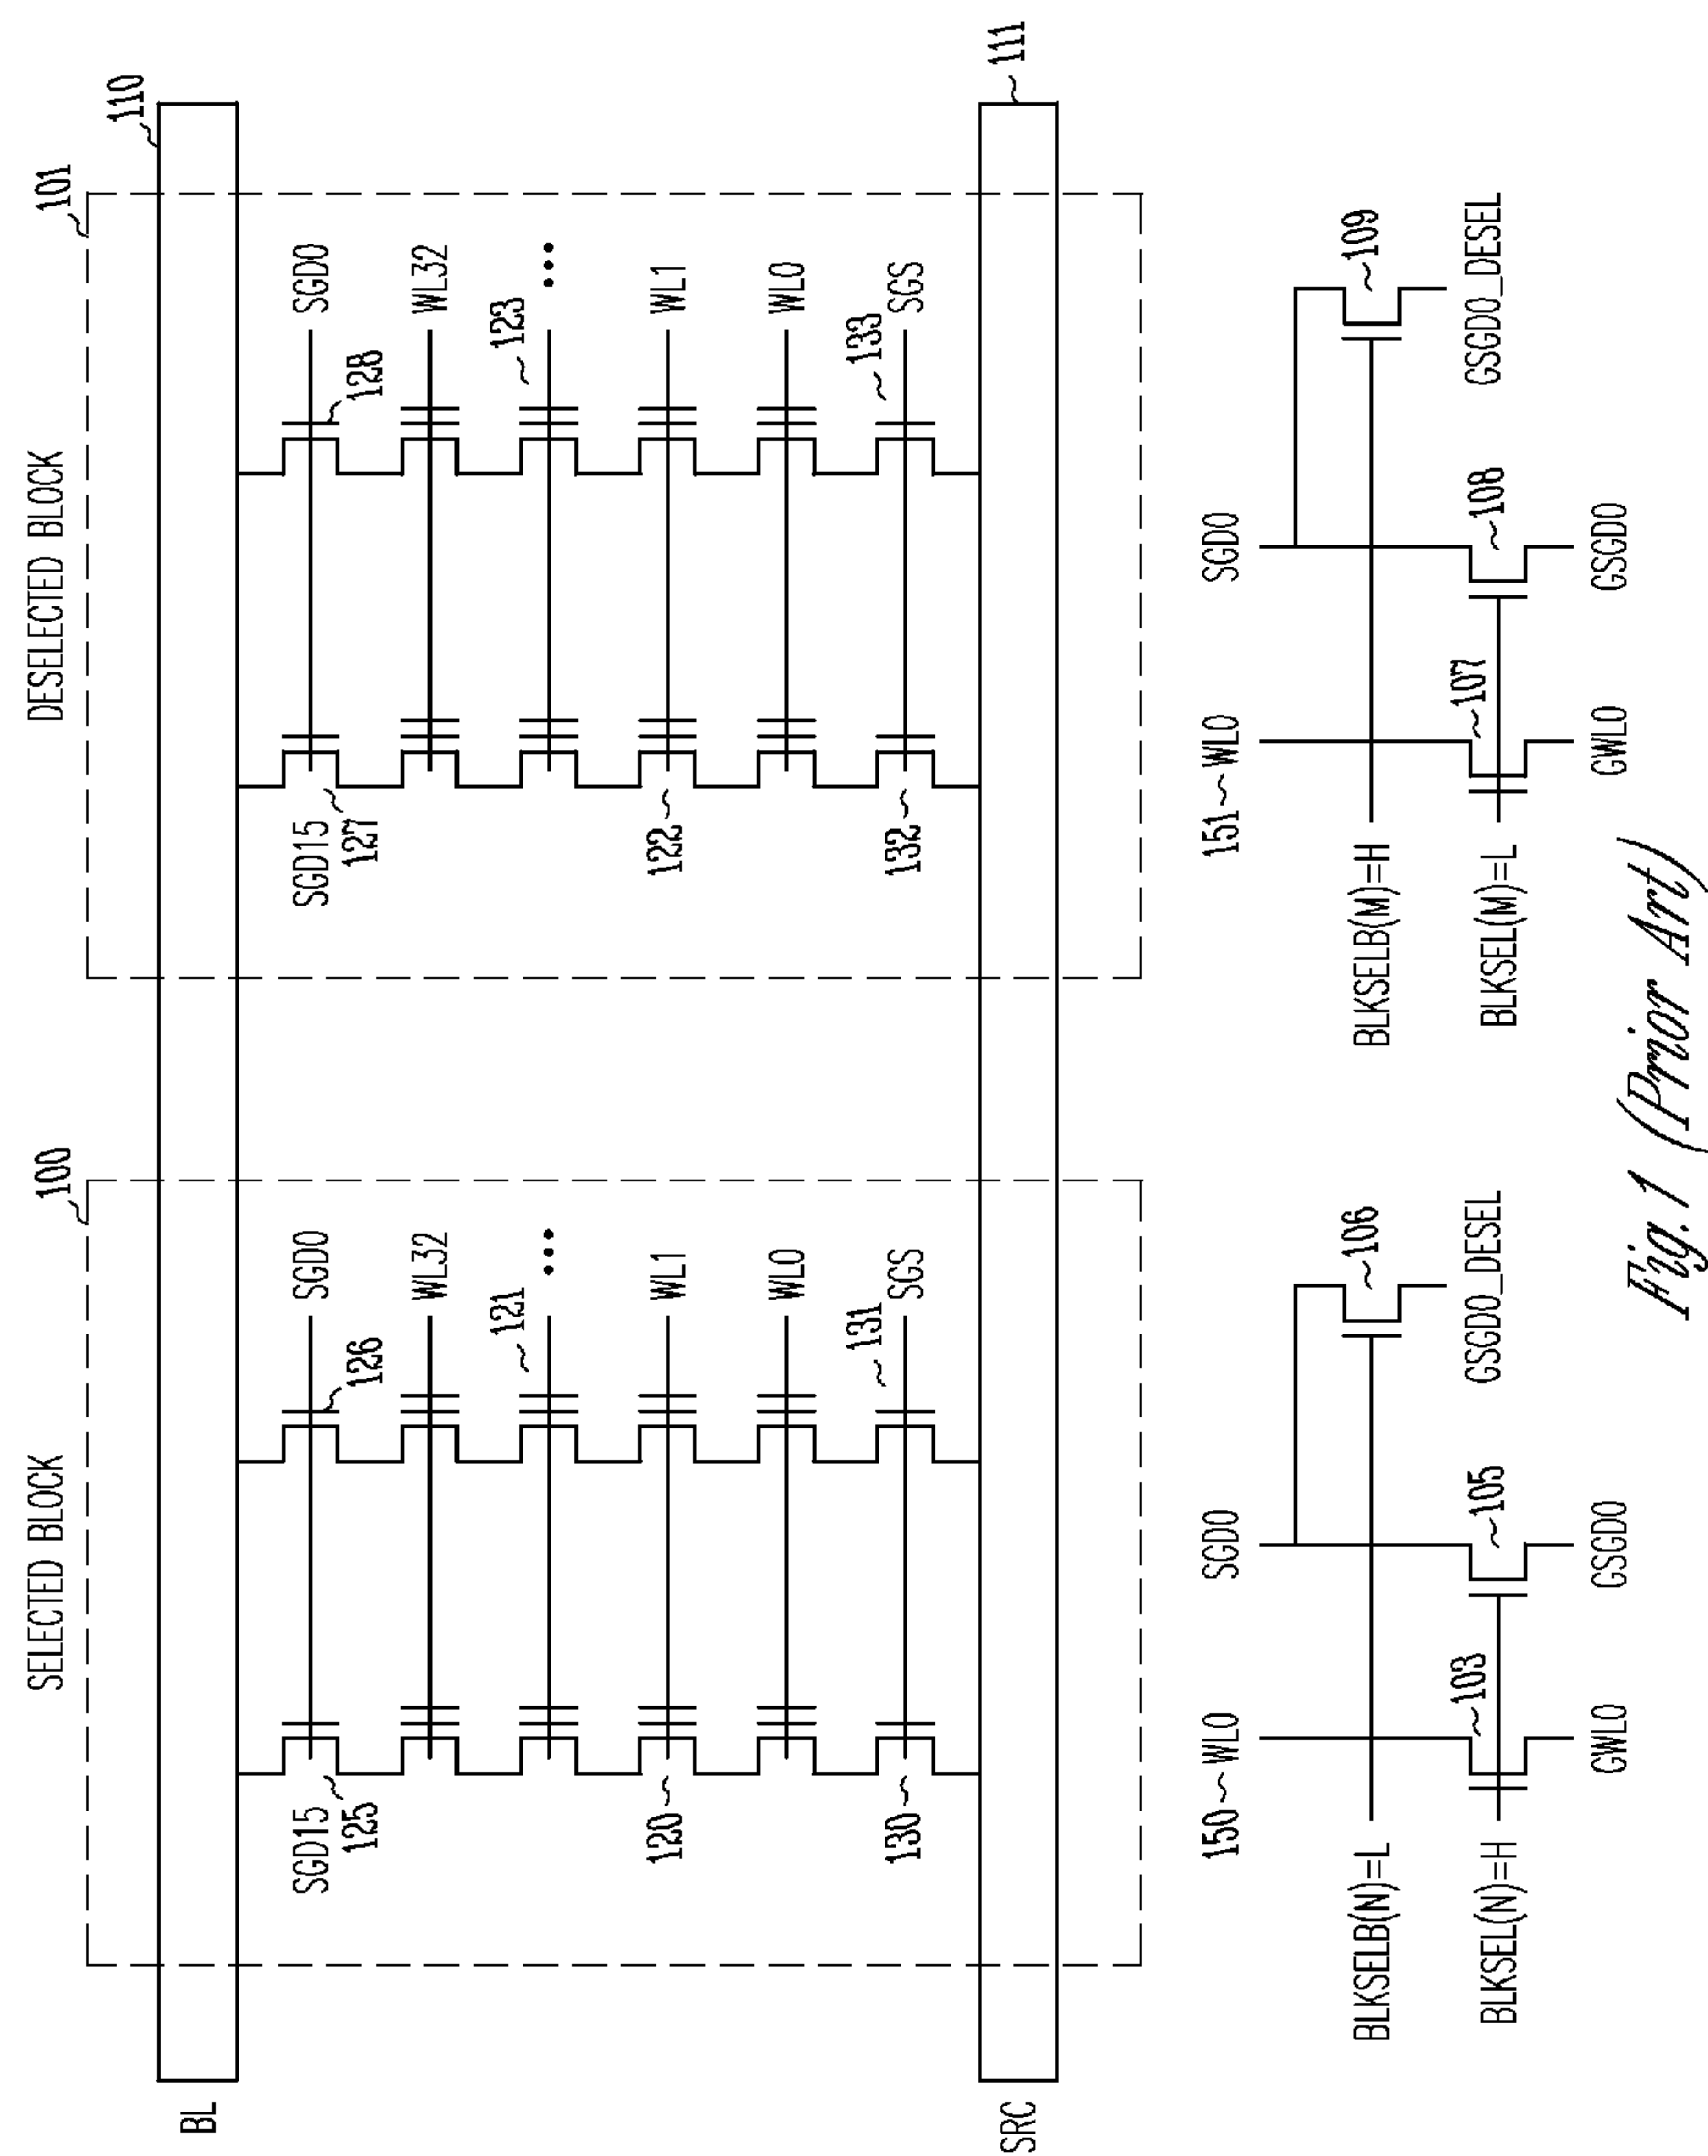 SELECTED BLOCK
100
DESELECTED BLOCK
101
BL
110
SGD15
125
126
SGD0
SGD15
127
128
SGD0
WL32
WL32
121
...
123
...
120
WL1
122
WL1
WL0
WL0
130
131
SGS
132
133
SGS
SRC
111
150
WL0
SGD0
151
WL0
SGD0
BLKSELB(N)=L
106
BLKSELB(M)=H
109
BLKSEL(N)=H
103
105
GSGD0_DESEL
BLKSEL(M)=L
107
108
GSGD0_DESEL
GWL0
GSGD0
GWL0
GSGD0
Fig.1 (Prior Art)